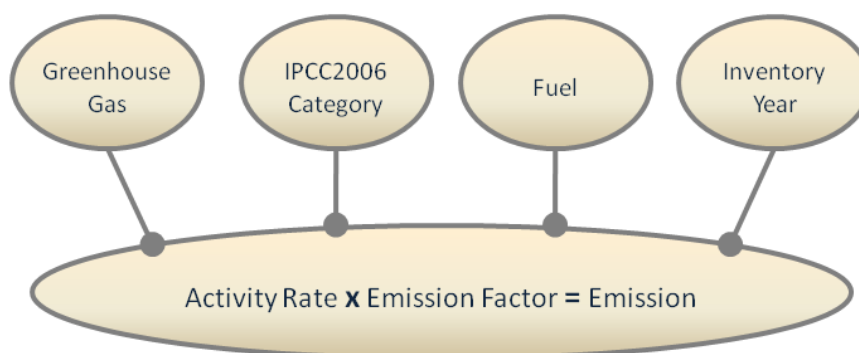 Greenhouse
Gas
IPCC2006
Category
Fuel
Inventory
Year
Activity Rate x Emission Factor = Emission